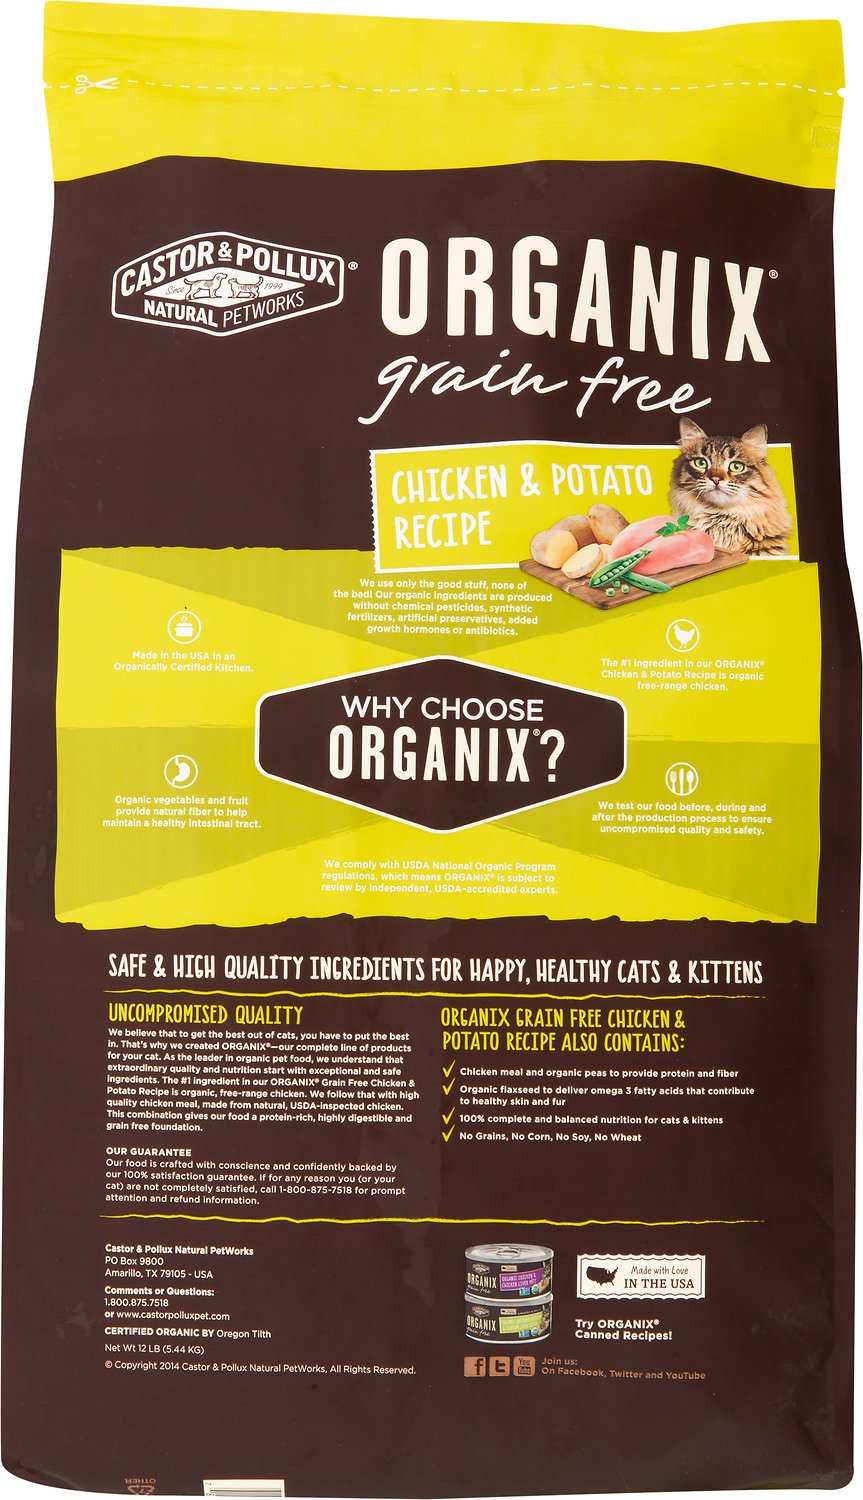 CASTOR & POLLUX®
Since 1999
NATURAL PETWORKS
ORGANIX®
grain free
CHICKEN & POTATO
RECIPE
We use only the good stuff, none of
the bad! Our organic ingredients are produced
without chemical pesticides, synthetic
fertilizers, artificial preservatives, added
growth hormones or antibiotics.
Made in the USA in an
Organically Certified Kitchen.
The #1 ingredient in our ORGANIX®
Chicken & Potato Recipe is organic
free-range chicken.
WHY CHOOSE
ORGANIX®?
Organic vegetables and fruit
provide natural fiber to help
maintain a healthy intestinal tract.
We test our food before, during and
after the production process to ensure
uncompromised quality and safety.
We comply with USDA National Organic Program
regulations, which means ORGANIX® is subject to
review by independent, USDA-accredited experts.
SAFE & HIGH QUALITY INGREDIENTS FOR HAPPY, HEALTHY CATS & KITTENS
UNCOMPROMISED QUALITY
We believe that to get the best out of cats, you have to put the best
in. That's why we created ORGANIX®—our complete line of products
for your cat. As the leader in organic pet food, we understand that
extraordinary quality and nutrition start with exceptional and safe
ingredients. The #1 ingredient in our ORGANIX® Grain Free Chicken &
Potato Recipe is organic, free-range chicken. We follow that with high
quality chicken meal, made from natural, USDA-inspected chicken.
This combination gives our food a protein-rich, highly digestible and
grain free foundation.
OUR GUARANTEE
Our food is crafted with conscience and confidently backed by
our 100% satisfaction guarantee. If for any reason you (or your
cat) are not completely satisfied, call 1-800-875-7518 for prompt
attention and refund information.
ORGANIX GRAIN FREE CHICKEN &
POTATO RECIPE ALSO CONTAINS:
Chicken meal and organic peas to provide protein and fiber
Organic flaxseed to deliver omega 3 fatty acids that contribute
to healthy skin and fur
100% complete and balanced nutrition for cats & kittens
No Grains, No Corn, No Soy, No Wheat
Castor & Pollux Natural PetWorks
PO Box 9800
Amarillo, TX 79105 - USA
Comments or Questions:
1.800.875.7518
or www.castorpolluxpet.com
CERTIFIED ORGANIC BY Oregon Tilth
Net Wt 12 LB (5.44 KG)
© Copyright 2014 Castor & Pollux Natural PetWorks, All Rights Reserved.
ORGANIX
grain free
ORGANIC CHICKEN &
CHICKEN LIVER PATE
ORGANIX
grain free
Made with Love
IN THE USA
Try ORGANIX®
Canned Recipes!
f t You Tube
Join us:
On Facebook, Twitter and YouTube
OTHER